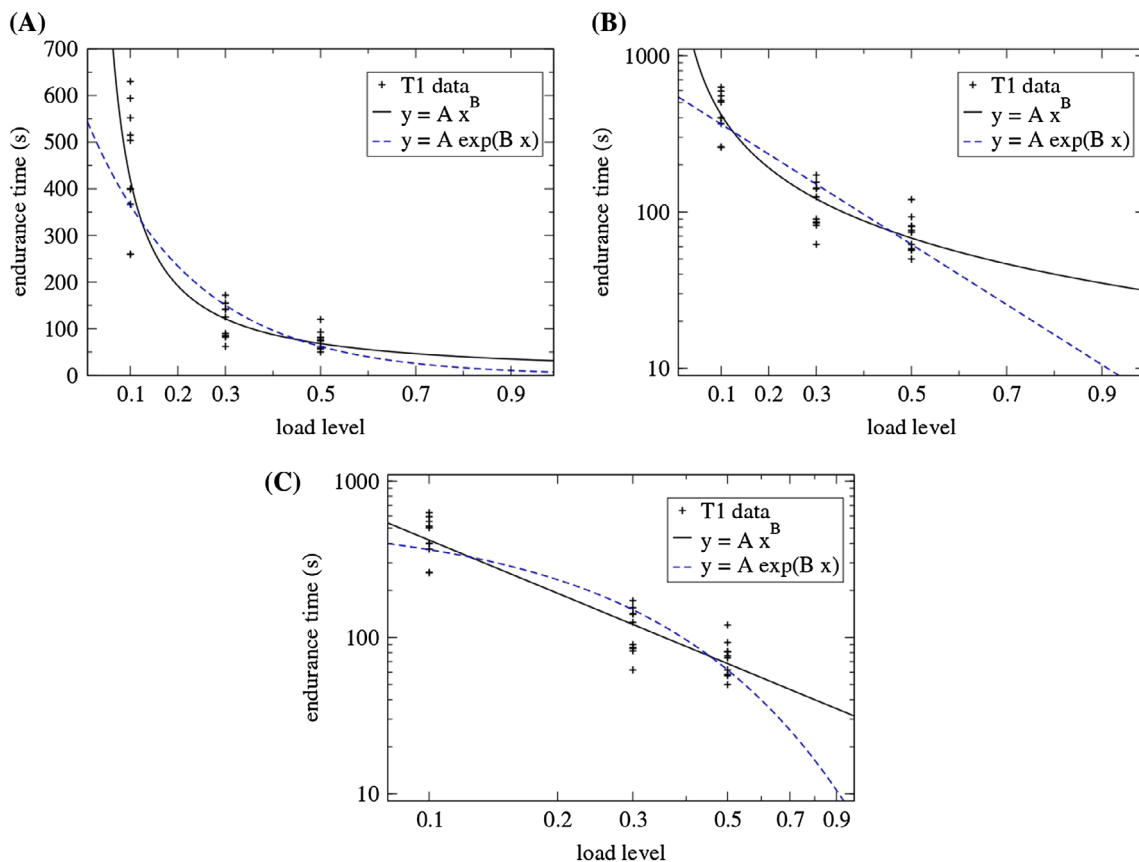 (A)
700
600
500
400
300
200
100
0
endurance time (s)
T1 data
y = A x^B
y = A exp(B x)
0.1 0.2 0.3 0.5 0.7 0.9
load level
(B)
1000
100
10
endurance time (s)
T1 data
y = A x^B
y = A exp(B x)
0.1 0.2 0.3 0.5 0.7 0.9
load level
(C)
1000
100
10
endurance time (s)
T1 data
y = A x^B
y = A exp(B x)
0.1 0.2 0.3 0.5 0.7 0.9
load level